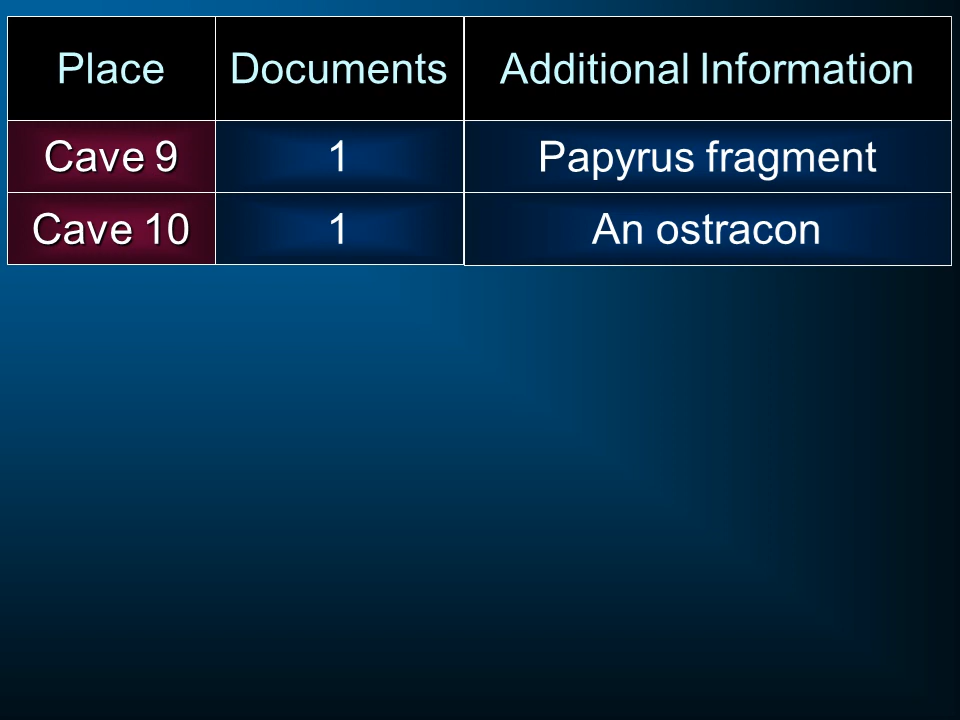 Place Documents Additional Information
Cave 9 1 Papyrus fragment
Cave 10 1 An ostracon